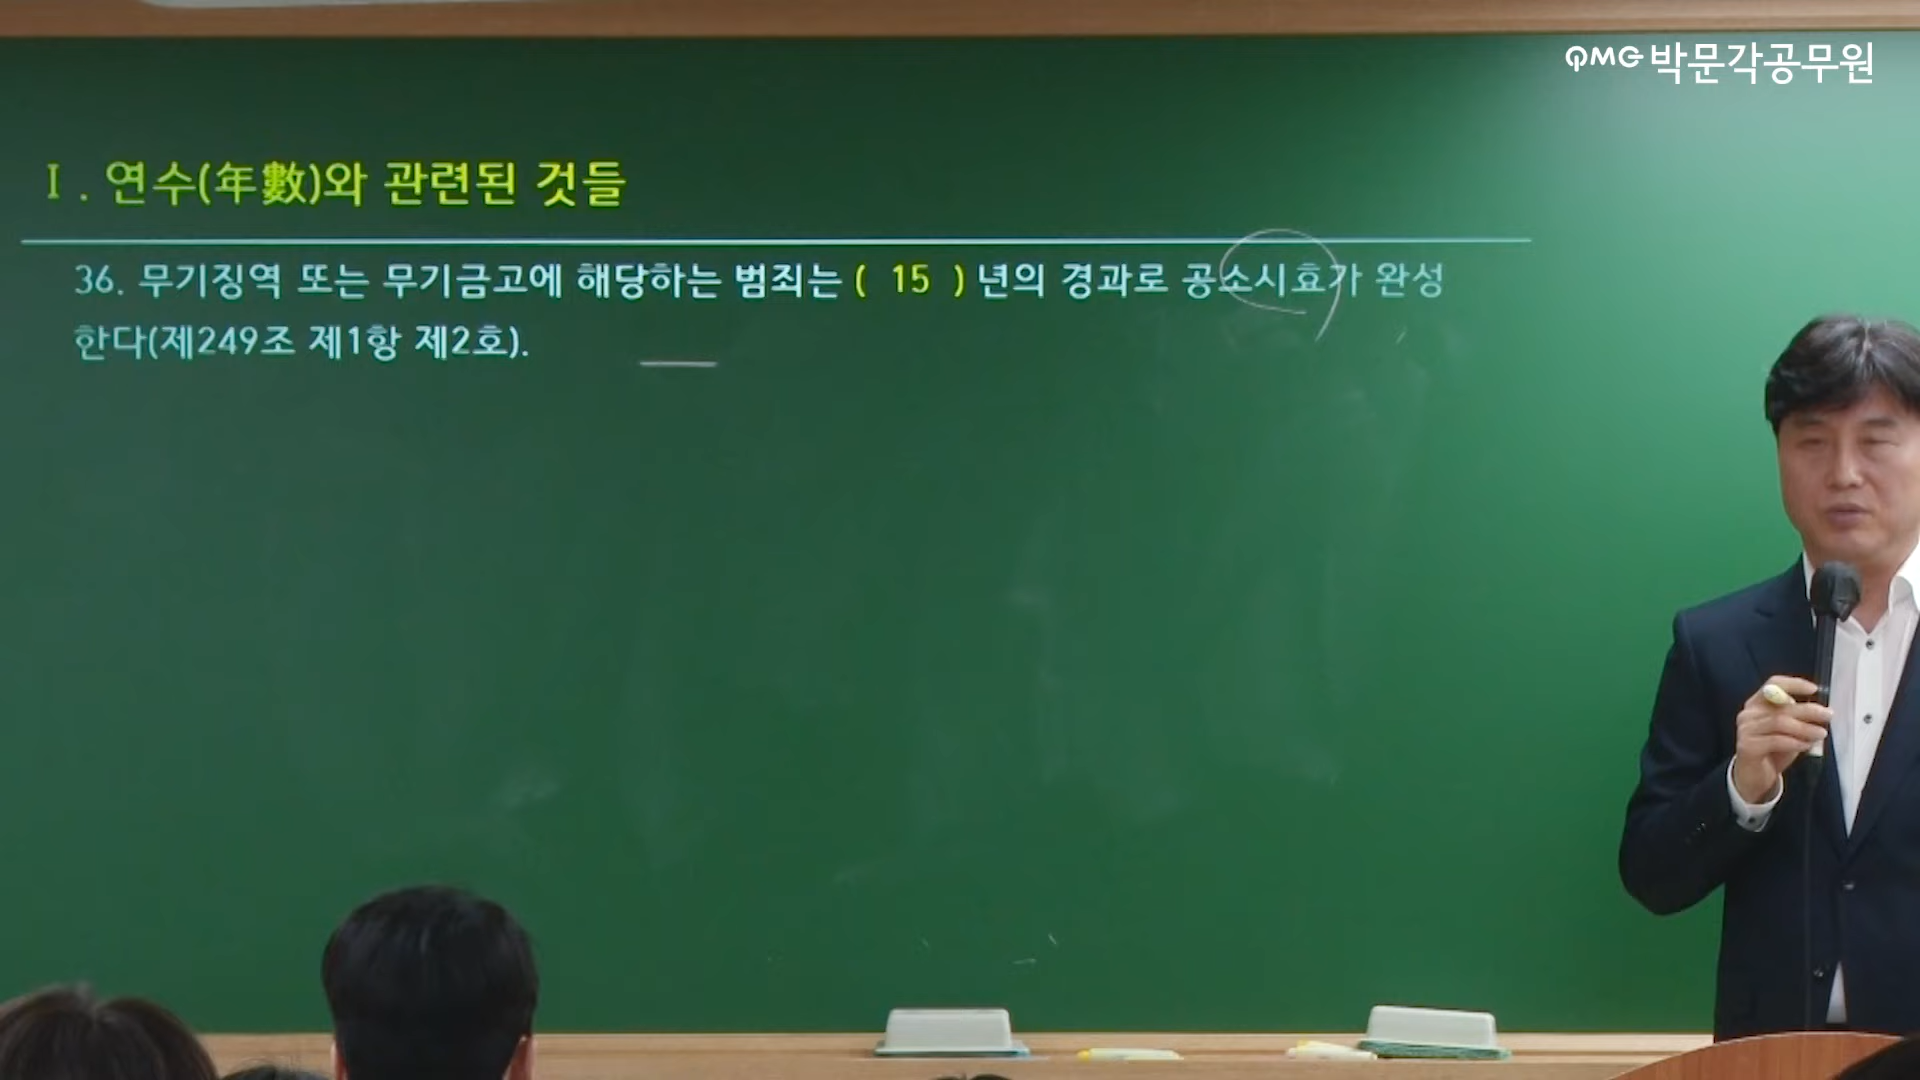 PMG 박문각공무원
Ⅰ. 연수(年數)와 관련된 것들
36. 무기징역 또는 무기금고에 해당하는 범죄는 ( 15 ) 년의 경과로 공소시효가 완성
한다(제249조 제1항 제2호).